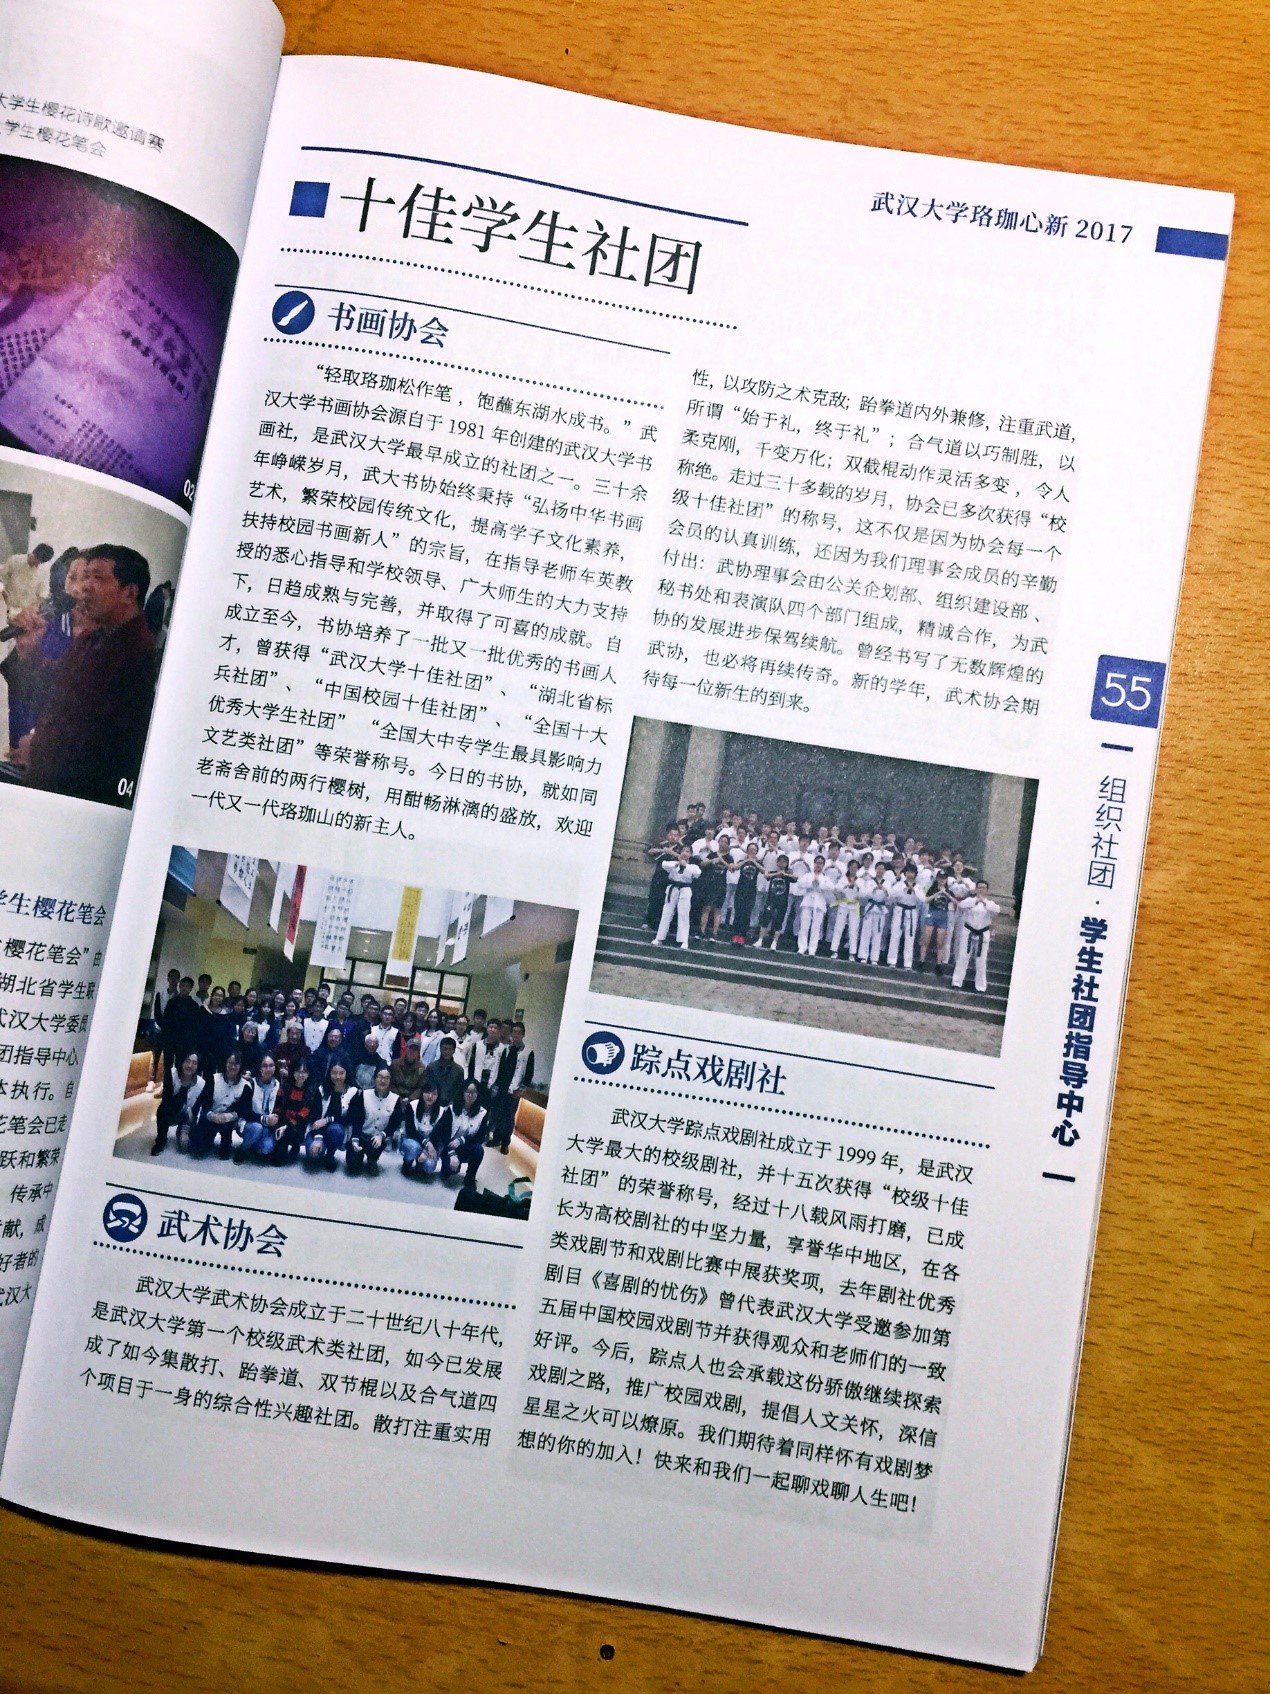 大学生樱花诗歌邀请赛
学生樱花笔会
02
04
学生樱花笔会
樱花笔会”由
湖北省学生联
武汉大学委员
团指导中心
体执行。自
花笔会已走
跃和繁荣
传承中
贡献，成
好者的
武汉大
武汉大学珞珈心新 2017
十佳学生社团
书画协会
“轻取珞珈松作笔，饱蘸东湖水成书。”武
汉大学书画协会源自于 1981 年创建的武汉大学书
画社，是武汉大学最早成立的社团之一。三十余
年峥嵘岁月，武大书协始终秉持“弘扬中华书画
艺术，繁荣校园传统文化，提高学子文化素养，
扶持校园书画新人”的宗旨，在指导老师车英教
授的悉心指导和学校领导、广大师生的大力支持
下，日趋成熟与完善，并取得了可喜的成就。自
成立至今，书协培养了一批又一批优秀的书画人
才，曾获得“武汉大学十佳社团”、“湖北省标
兵社团”、“中国校园十佳社团”、“全国十大
优秀大学生社团”“全国大中专学生最具影响力
文艺类社团”等荣誉称号。今日的书协，就如同
老斋舍前的两行樱树，用酣畅淋漓的盛放，欢迎
一代又一代珞珈山的新主人。
武术协会
武汉大学武术协会成立于二十世纪八十年代，
是武汉大学第一个校级武术类社团，如今已发展
成了如今集散打、跆拳道、双节棍以及合气道四
个项目于一身的综合性兴趣社团。散打注重实用
性，以攻防之术克敌；跆拳道内外兼修，注重武道，
所谓“始于礼，终于礼”；合气道以巧制胜，以
柔克刚，千变万化；双截棍动作灵活多变，令人
称绝。走过三十多载的岁月，协会已多次获得“校
级十佳社团”的称号，这不仅是因为协会每一个
会员的认真训练，还因为我们理事会成员的辛勤
付出：武协理事会由公关企划部、组织建设部、
秘书处和表演队四个部门组成，精诚合作，为武
协的发展进步保驾续航。曾经书写了无数辉煌的
武协，也必将再续传奇。新的学年，武术协会期
待每一位新生的到来。
踪点戏剧社
武汉大学踪点戏剧社成立于 1999 年，是武汉
大学最大的校级剧社，并十五次获得“校级十佳
社团”的荣誉称号，经过十八载风雨打磨，已成
长为高校剧社的中坚力量，享誉华中地区，在各
类戏剧节和戏剧比赛中展获奖项，去年剧社优秀
剧目《喜剧的忧伤》曾代表武汉大学受邀参加第
五届中国校园戏剧节并获得观众和老师们的一致
好评。今后，踪点人也会承载这份骄傲继续探索
戏剧之路，推广校园戏剧，提倡人文关怀，深信
星星之火可以燎原。我们期待着同样怀有戏剧梦
想的你的加入！快来和我们一起聊戏聊人生吧！
55
组织社团·学生社团指导中心